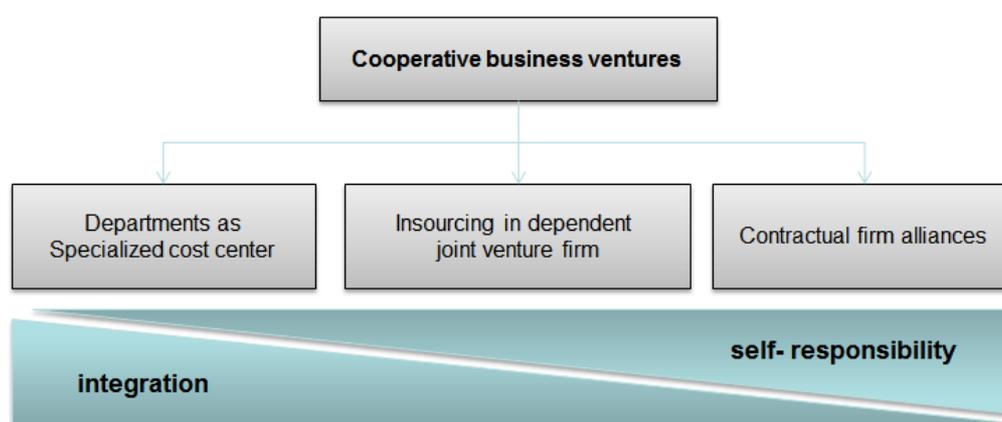 Cooperative business ventures
Departments as
Specialized cost center
Insourcing in dependent
joint venture firm
Contractual firm alliances
self- responsibility
integration